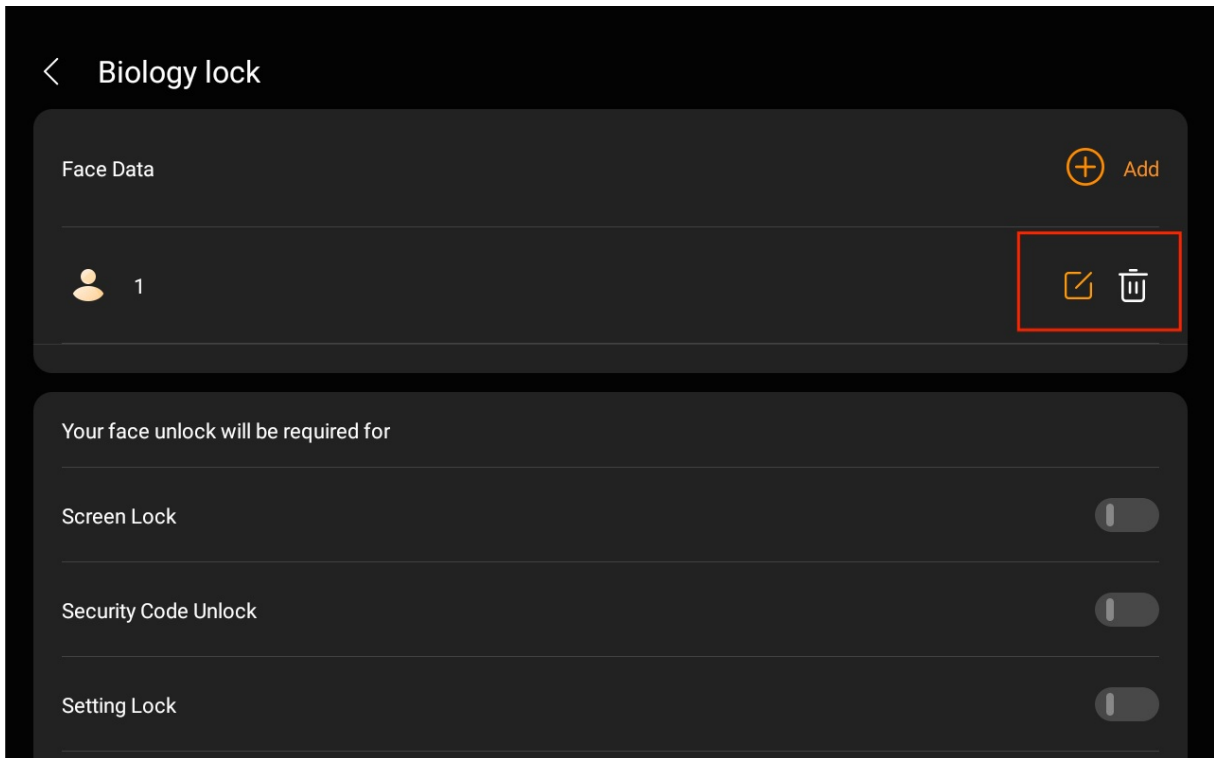 Biology lock
Face Data
Add
1
Your face unlock will be required for
Screen Lock
Security Code Unlock
Setting Lock